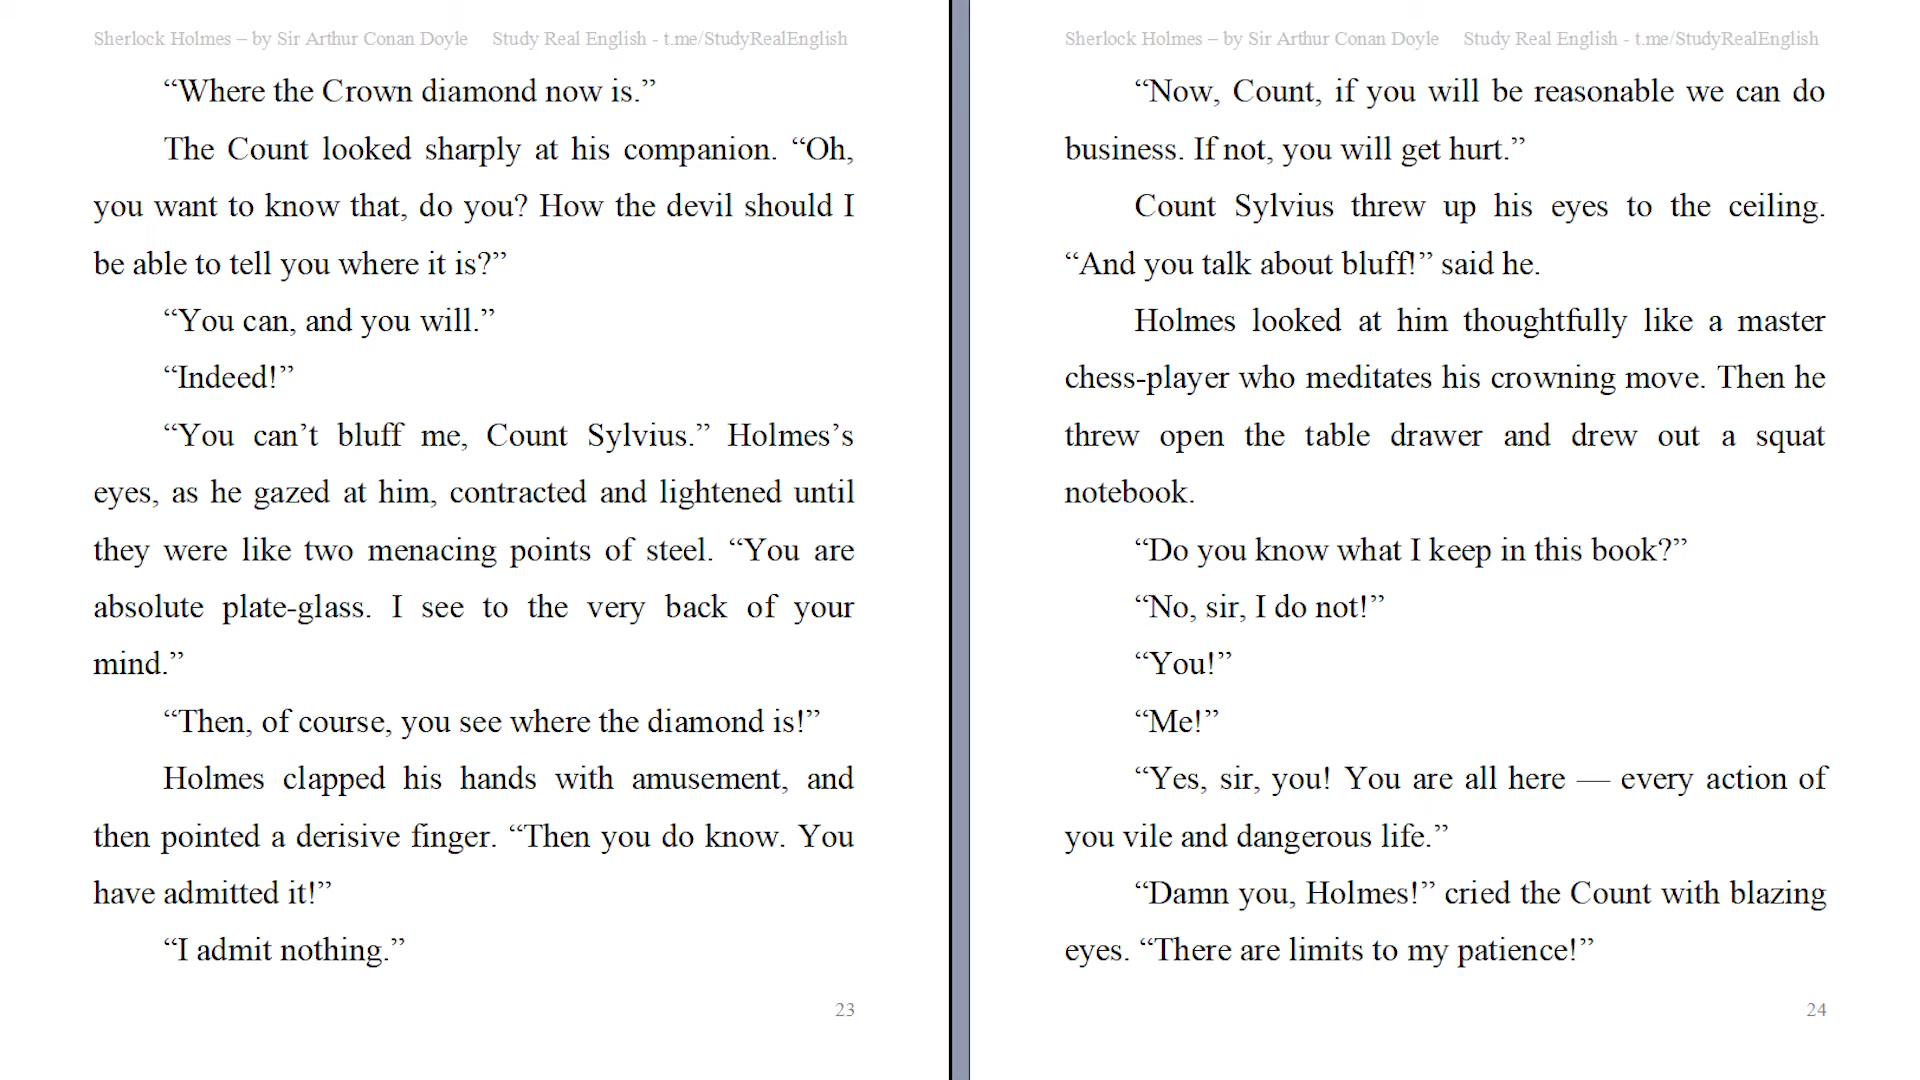 Sherlock Holmes – by Sir Arthur Conan Doyle Study Real English - t.me/StudyRealEnglish
“Where the Crown diamond now is.”
The Count looked sharply at his companion. “Oh,
you want to know that, do you? How the devil should I
be able to tell you where it is?”
“You can, and you will.”
“Indeed!”
“You can’t bluff me, Count Sylvius.” Holmes’s
eyes, as he gazed at him, contracted and lightened until
they were like two menacing points of steel. “You are
absolute plate-glass. I see to the very back of your
mind.”
“Then, of course, you see where the diamond is!”
Holmes clapped his hands with amusement, and
then pointed a derisive finger. “Then you do know. You
have admitted it!”
“I admit nothing.”
23
Sherlock Holmes – by Sir Arthur Conan Doyle Study Real English - t.me/StudyRealEnglish
“Now, Count, if you will be reasonable we can do
business. If not, you will get hurt.”
Count Sylvius threw up his eyes to the ceiling.
“And you talk about bluff!” said he.
Holmes looked at him thoughtfully like a master
chess-player who meditates his crowning move. Then he
threw open the table drawer and drew out a squat
notebook.
“Do you know what I keep in this book?”
“No, sir, I do not!”
“You!”
“Me!”
“Yes, sir, you! You are all here — every action of
you vile and dangerous life.”
“Damn you, Holmes!” cried the Count with blazing
eyes. “There are limits to my patience!”
24